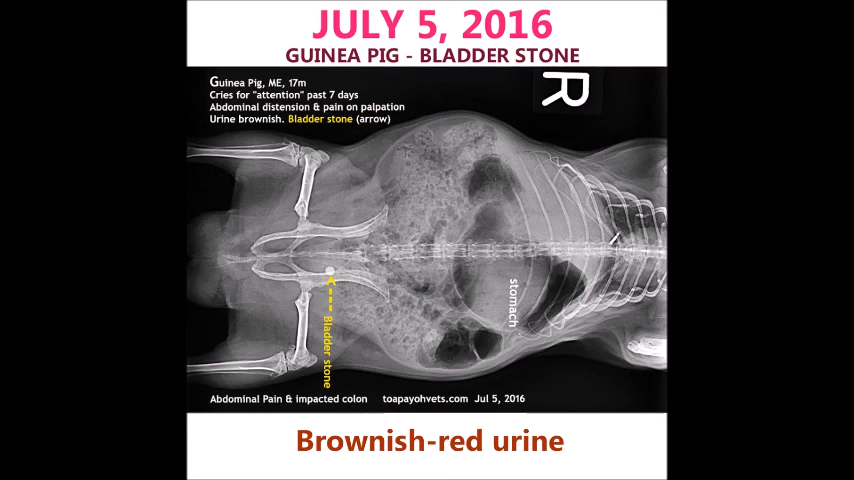 JULY 5, 2016
GUINEA PIG - BLADDER STONE
R
Guinea Pig, ME, 17m
Cries for "attention" past 7 days
Abdominal distension & pain on palpation
Urine brownish. Bladder stone (arrow)
stomach
Bladder stone
Abdominal Pain & impacted colon toapayohvets.com Jul 5, 2016
Brownish-red urine